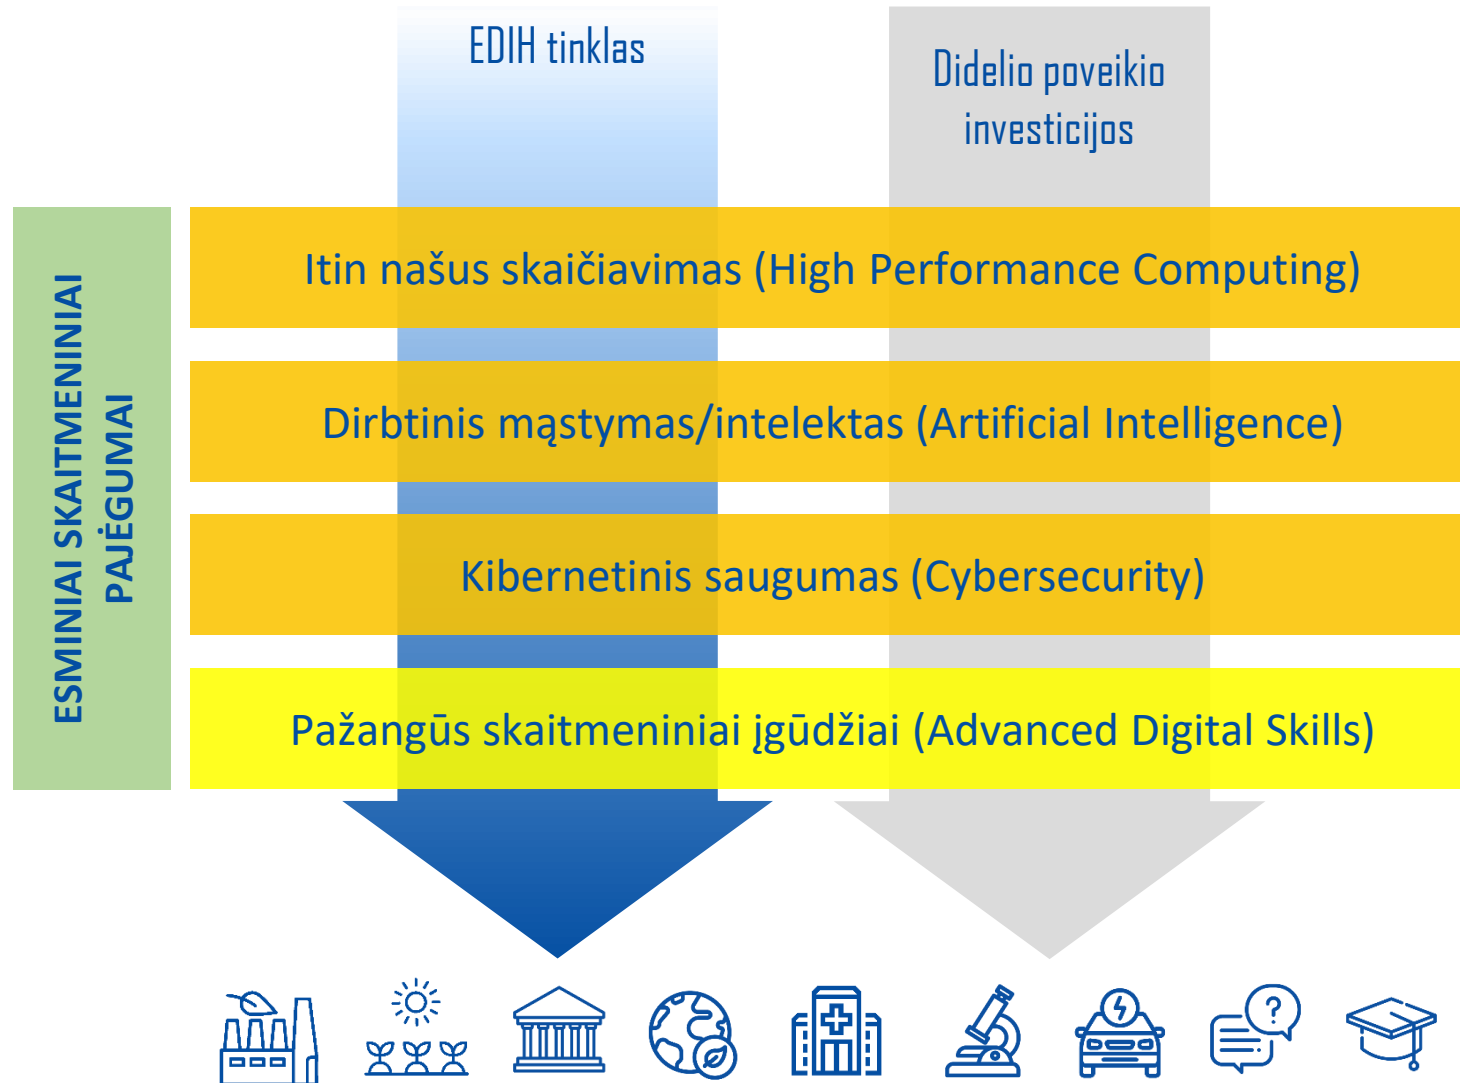 EDIH tinklas
Didelio poveikio
investicijos
ESMINIAI SKAITMENINIAI
PAJĖGUMAI
Itin našus skaičiavimas (High Performance Computing)
Dirbtinis mąstymas/intelektas (Artificial Intelligence)
Kibernetinis saugumas (Cybersecurity)
Pažangūs skaitmeniniai įgūdžiai (Advanced Digital Skills)
?